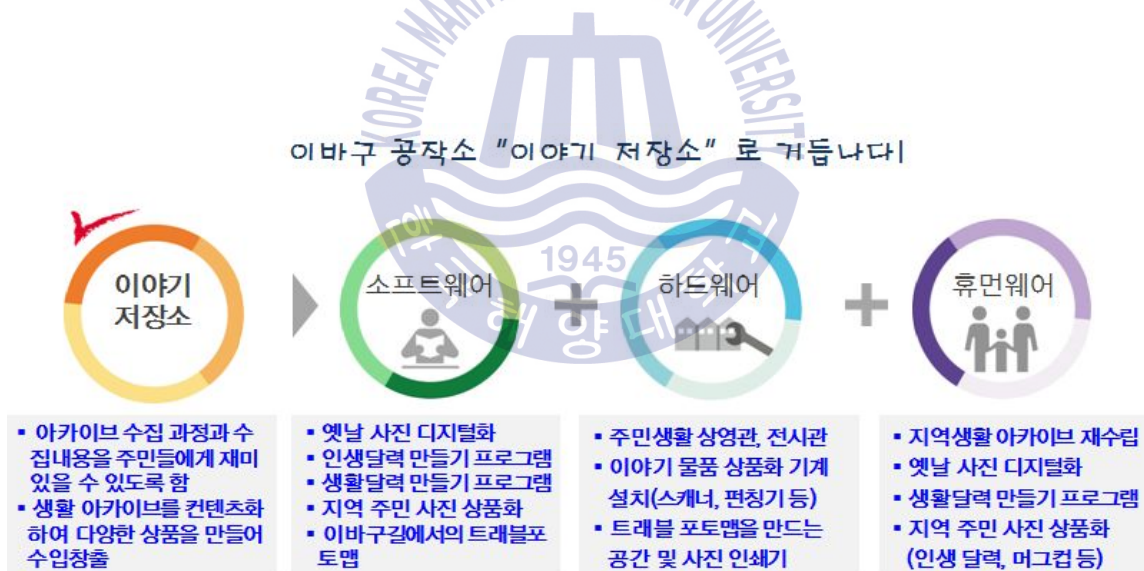 KOREA MARITIME
UNIVERSITY
이바구 공작소 "이야기 저장소" 로 거듭나다!
1945
한국해양대학교
이야기
저장소
소프트웨어
하드웨어
휴먼웨어
▪ 아카이브 수집 과정과 수
집내용을 주민들에게 재미
있을 수 있도록 함
▪ 생활 아카이브를 컨텐츠화
하여 다양한 상품을 만들어
수입창출
▪ 옛날 사진 디지털화
▪ 인생달력 만들기 프로그램
▪ 생활달력 만들기 프로그램
▪ 지역 주민 사진 상품화
▪ 이바구길에서의 트래블포
토맵
▪ 주민생활 상영관, 전시관
▪ 이야기 물품 상품화 기계
설치(스캐너, 펀칭기 등)
▪ 트래블 포토맵을 만드는
공간 및 사진 인쇄기
▪ 지역생활 아카이브 재수립
▪ 옛날 사진 디지털화
▪ 생활달력 만들기 프로그램
▪ 지역 주민 사진 상품화
(인생 달력, 머그컵 등)